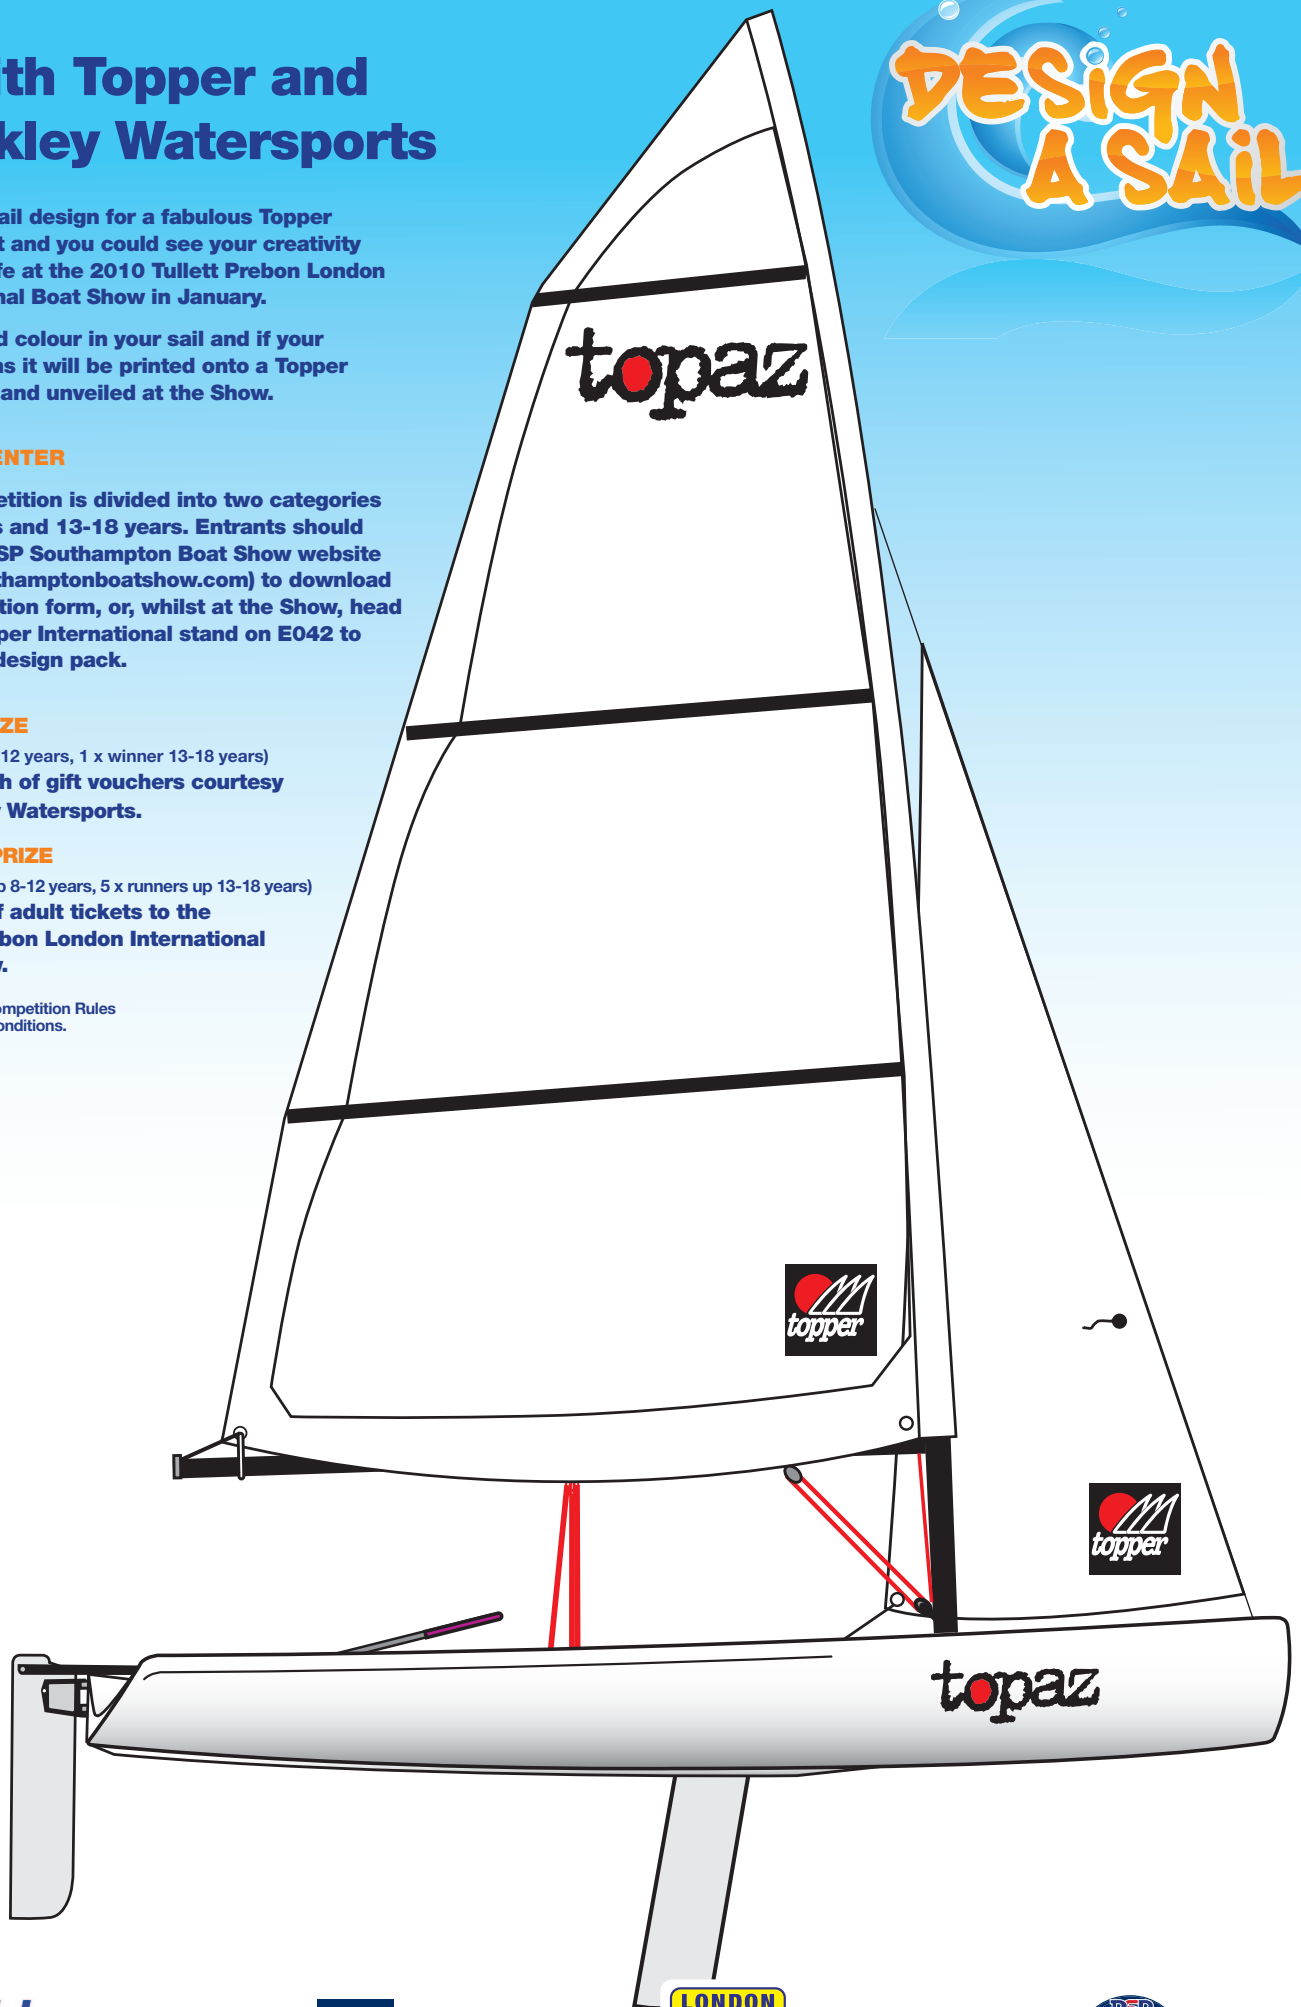 ith Topper and
kley Watersports
DESiGN
A SAiL
ail design for a fabulous Topper
t and you could see your creativity
fe at the 2010 Tullett Prebon London
nal Boat Show in January.
d colour in your sail and if your
ns it will be printed onto a Topper
and unveiled at the Show.
ENTER
etition is divided into two categories
s and 13-18 years. Entrants should
SP Southampton Boat Show website
thamptonboatshow.com) to download
tion form, or, whilst at the Show, head
per International stand on E042 to
design pack.
ZE
12 years, 1 x winner 13-18 years)
h of gift vouchers courtesy
Watersports.
PRIZE
p 8-12 years, 5 x runners up 13-18 years)
f adult tickets to the
bon London International
y.
ompetition Rules
onditions.
topaz
topper
topper
topaz
LONDON